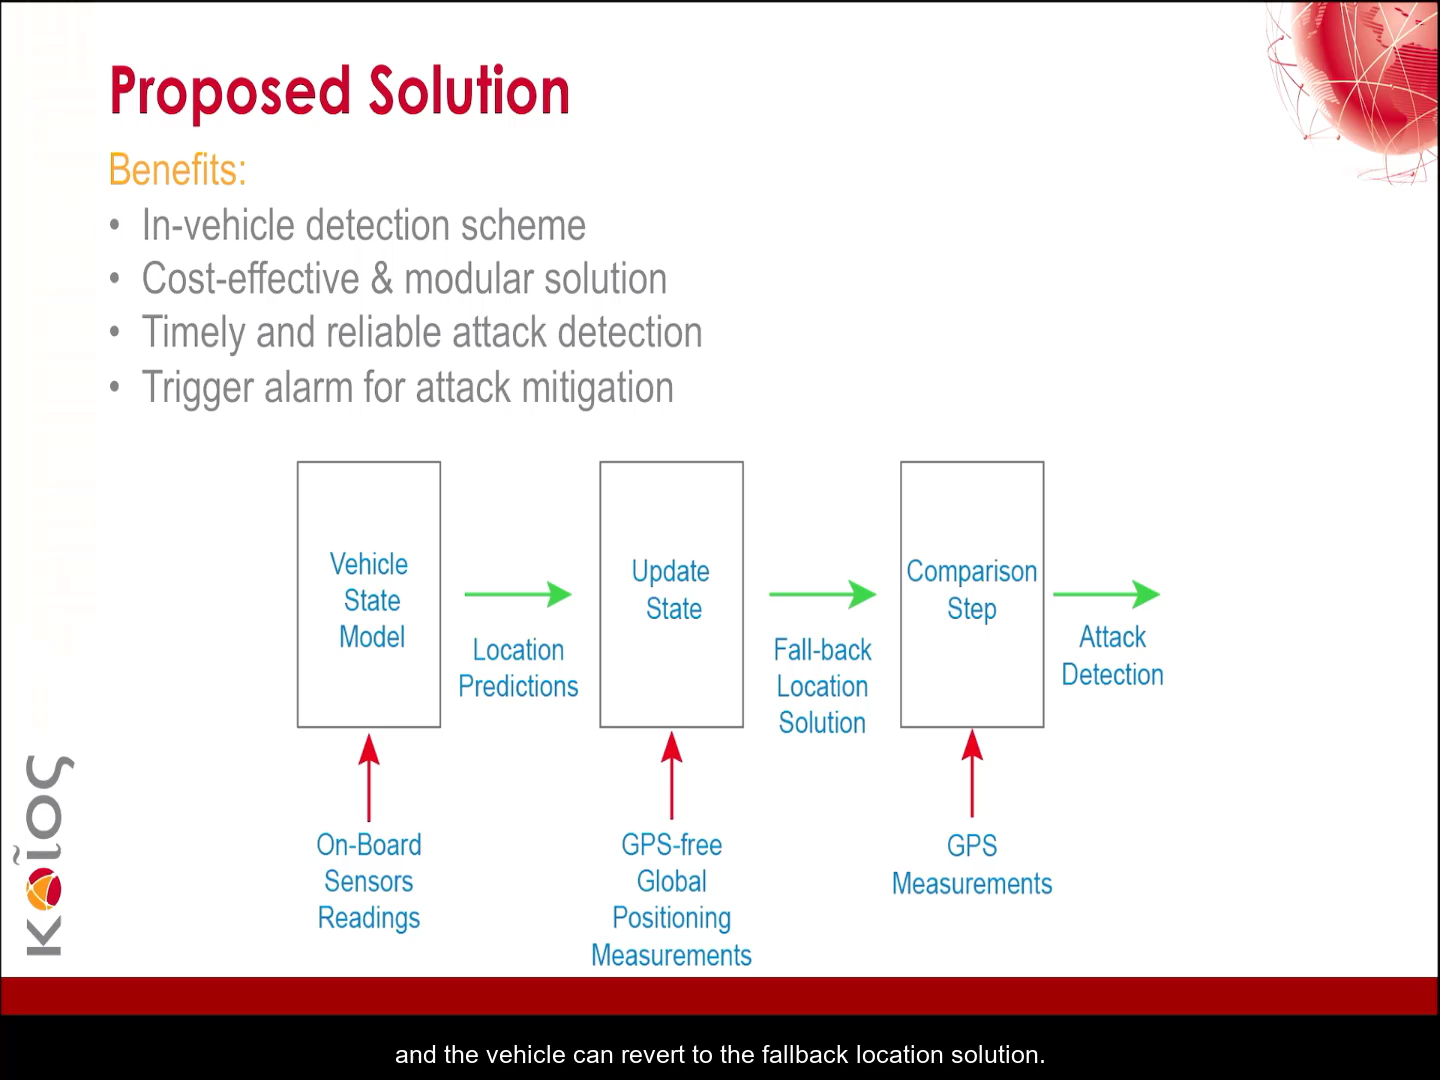 Proposed Solution
Benefits:
• In-vehicle detection scheme
• Cost-effective & modular solution
• Timely and reliable attack detection
• Trigger alarm for attack mitigation
Vehicle
State
Model
Location
Predictions
Update
State
Fall-back
Location
Solution
Comparison
Step
Attack
Detection
On-Board
Sensors
Readings
GPS-free
Global
Positioning
Measurements
GPS
Measurements
κοῖος
and the vehicle can revert to the fallback location solution.